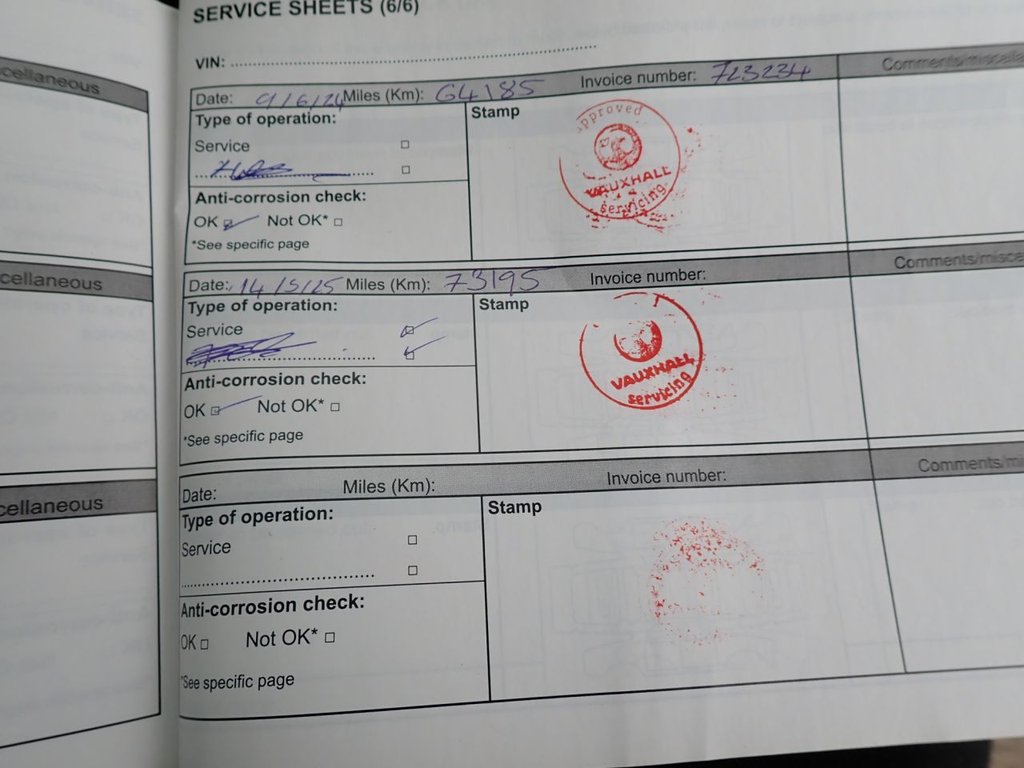 SERVICE SHEETS (6/6)
VIN:
cellaneous
Date: 9/6/24 Miles (Km): 64185 Invoice number: 723234 Comments/miscella
Type of operation:
Stamp
Service
Anti-corrosion check:
OK Not OK*
*See specific page
approved
VAUXHALL
servicing
cellaneous
Date: 14/5/25 Miles (Km): 73195 Invoice number: Comments/misce
Type of operation:
Stamp
Service
Anti-corrosion check:
OK Not OK*
*See specific page
VAUXHALL
servicing
cellaneous
Date: Miles (Km): Invoice number: Comments/mi
Type of operation:
Stamp
Service
Anti-corrosion check:
OK Not OK*
*See specific page